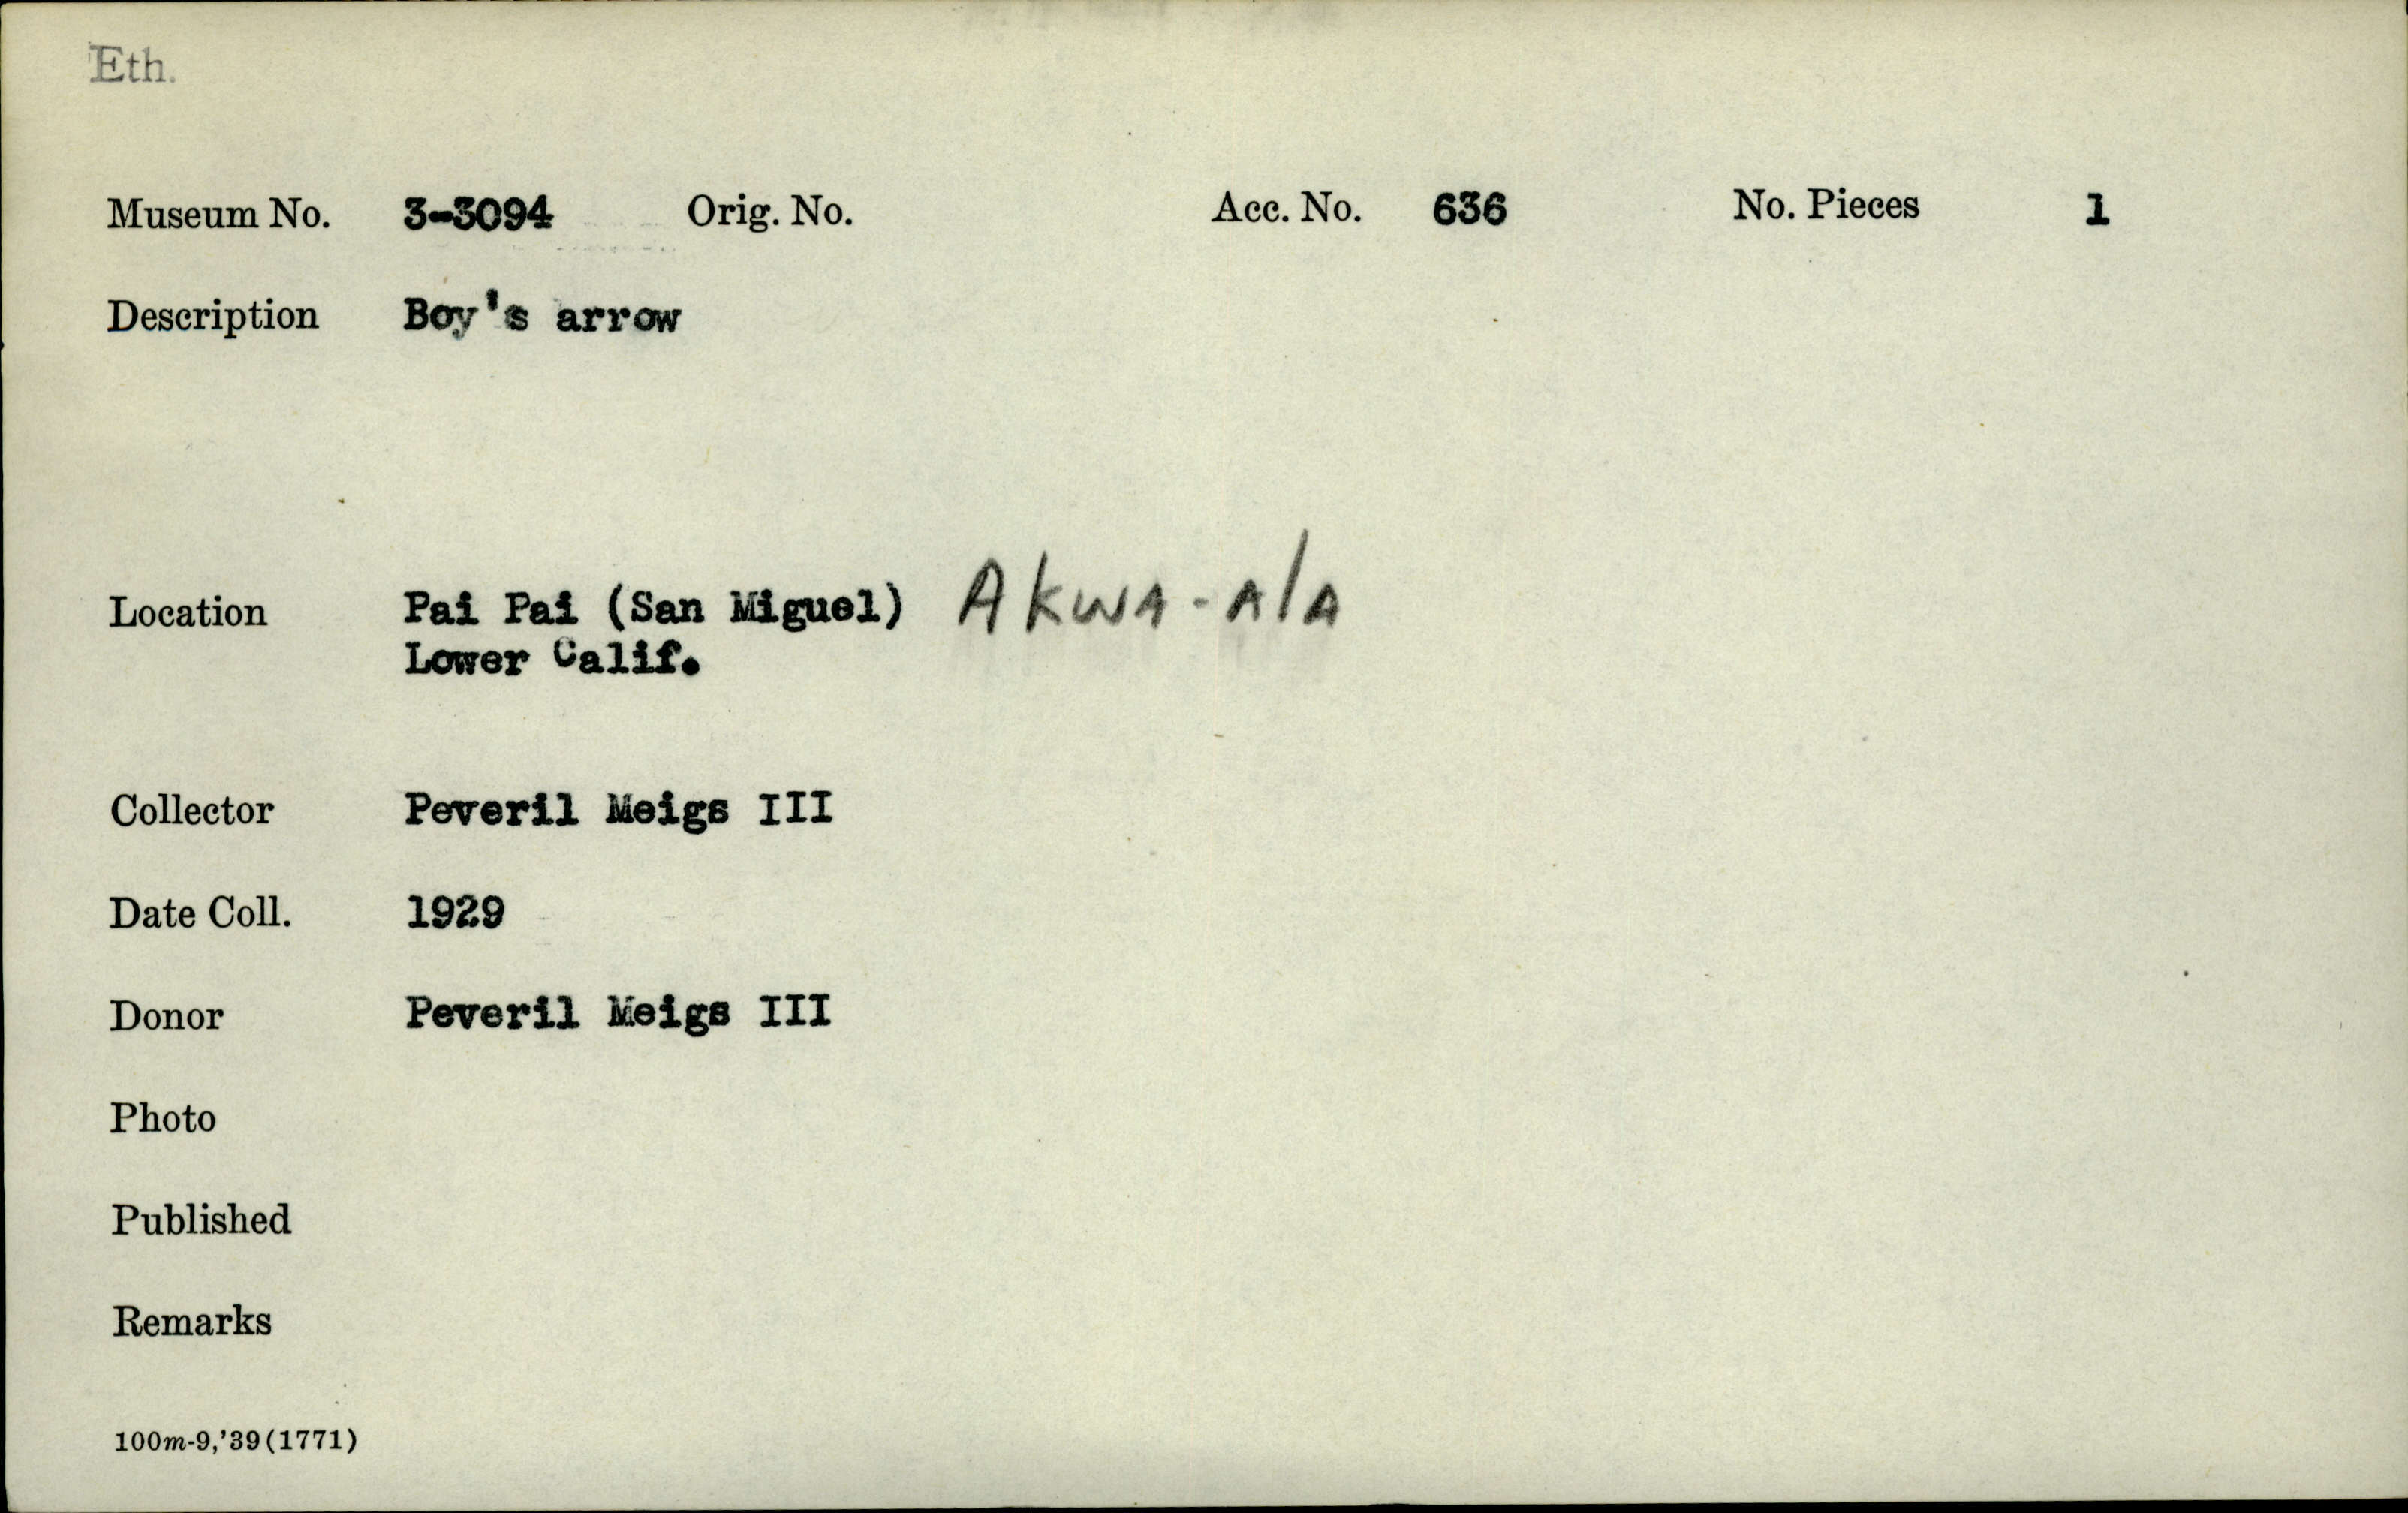 Eth.
Museum No. 3-3094 Orig. No. Acc. No. 636 No. Pieces 1
Description Boy's arrow
Location Pai Pai (San Miguel) Akwa-ala
Lower Calif.
Collector Peveril Meigs III
Date Coll. 1929
Donor Peveril Meigs III
Photo
Published
Remarks
100m-9,'39(1771)